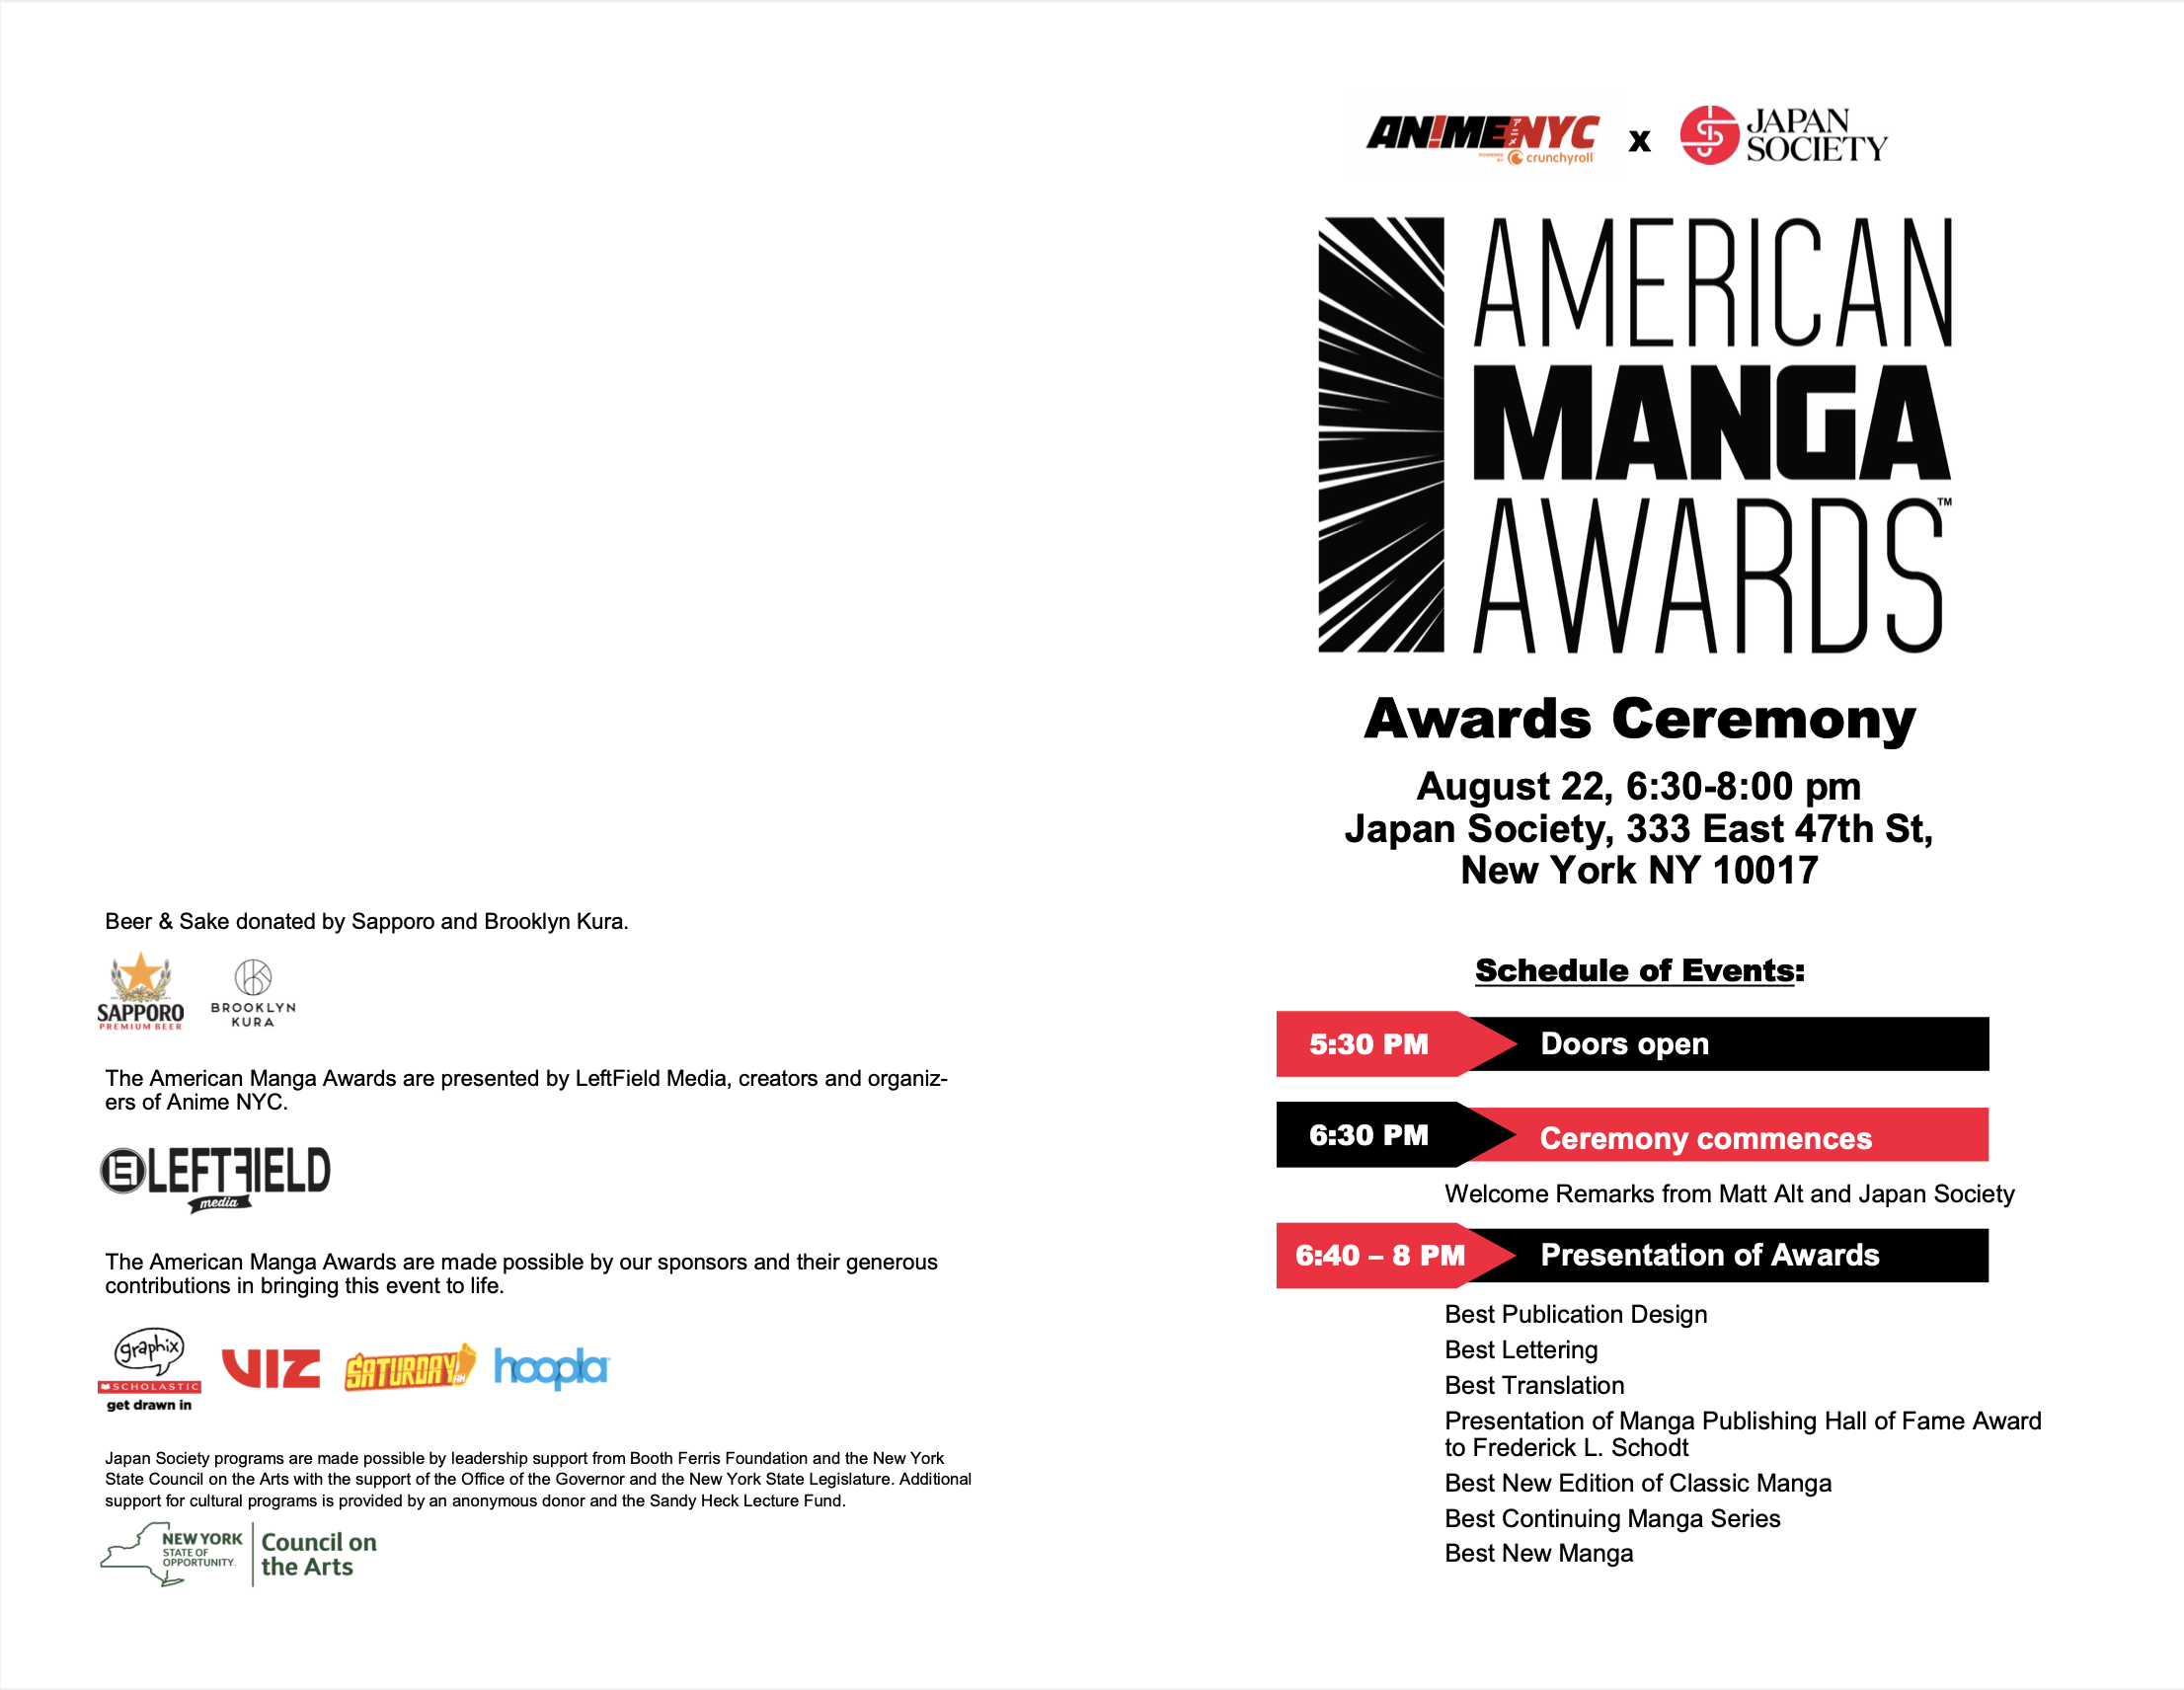 Beer & Sake donated by Sapporo and Brooklyn Kura.
SAPPORO
PREMIUM BEER
BROOKLYN
KURA
The American Manga Awards are presented by LeftField Media, creators and organiz-
ers of Anime NYC.
LEFTFIELD
media
The American Manga Awards are made possible by our sponsors and their generous
contributions in bringing this event to life.
graphix
SCHOLASTIC
get drawn in
VIZ
SATURDAY AM
hoopla
Japan Society programs are made possible by leadership support from Booth Ferris Foundation and the New York
State Council on the Arts with the support of the Office of the Governor and the New York State Legislature. Additional
support for cultural programs is provided by an anonymous donor and the Sandy Heck Lecture Fund.
NEW YORK
STATE OF
OPPORTUNITY.
Council on
the Arts
AN!ME NYC
アニメ
POWERED BY crunchyroll
x
JAPAN
SOCIETY
AMERICAN
MANGA
AWARDS™
Awards Ceremony
August 22, 6:30-8:00 pm
Japan Society, 333 East 47th St,
New York NY 10017
Schedule of Events:
5:30 PM Doors open
6:30 PM Ceremony commences
Welcome Remarks from Matt Alt and Japan Society
6:40 – 8 PM Presentation of Awards
Best Publication Design
Best Lettering
Best Translation
Presentation of Manga Publishing Hall of Fame Award
to Frederick L. Schodt
Best New Edition of Classic Manga
Best Continuing Manga Series
Best New Manga